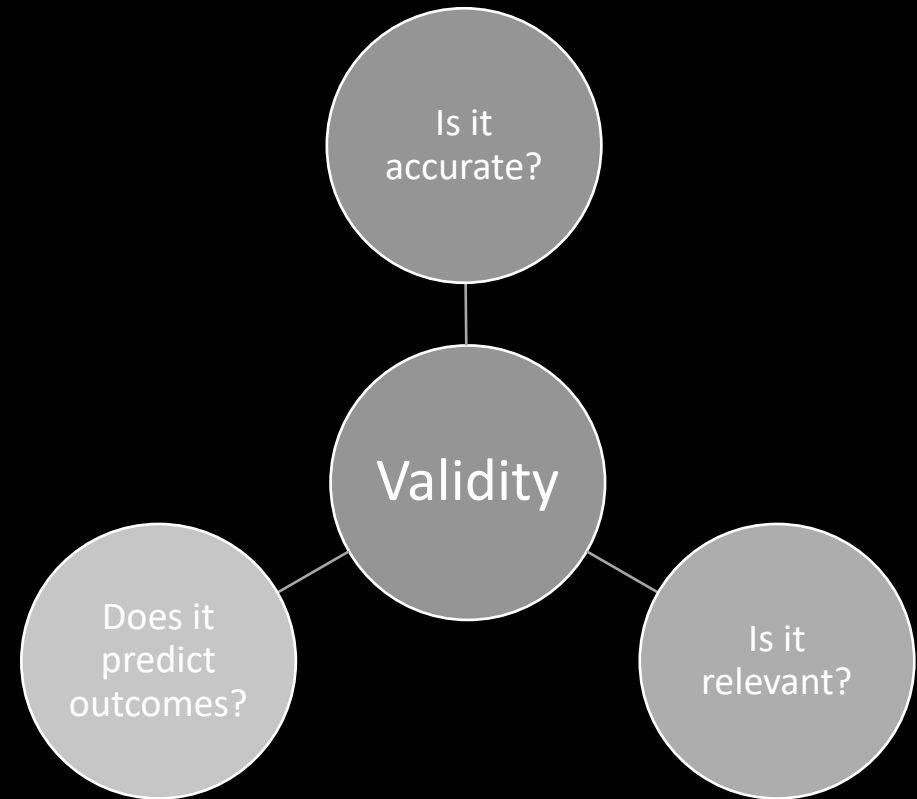 Is it
accurate?
Validity
Does it
predict
outcomes?
Is it
relevant?